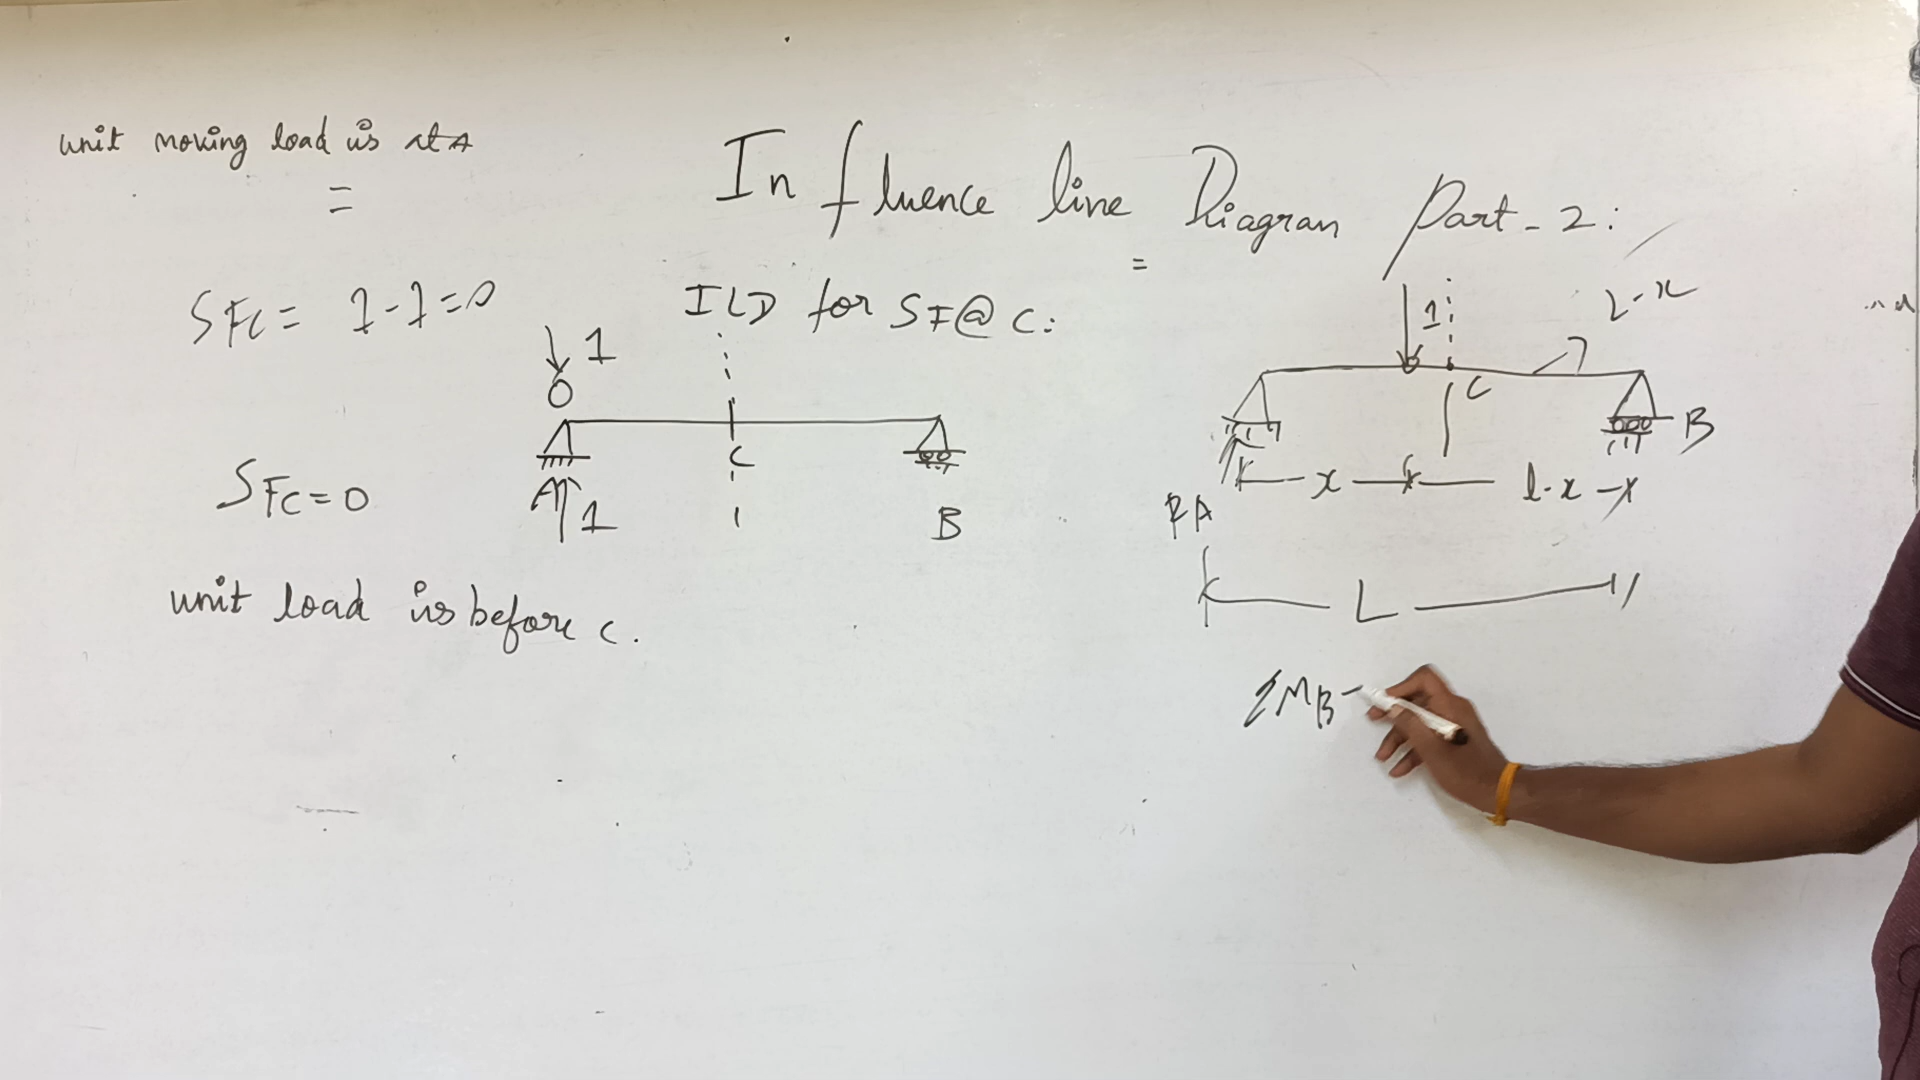 unit moving load is at A
=
Influence line Diagram Part-2:
=
SFC = 1-1=0
ILD for SF@ C:
1
1
L-x
C
C
B
x
l-x
SFC=0
A
1
B
RA
L
unit load is before C.
ΣMB